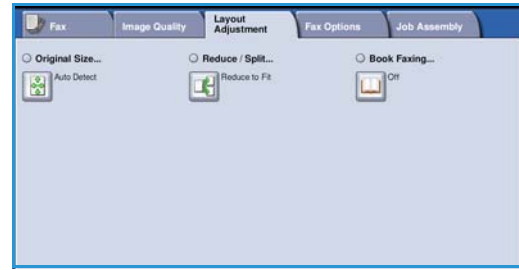 Fax
Image Quality
Layout
Adjustment
Fax Options
Job Assembly
Original Size...
Auto Detect
Reduce / Split...
Reduce to Fit
Book Faxing...
Off